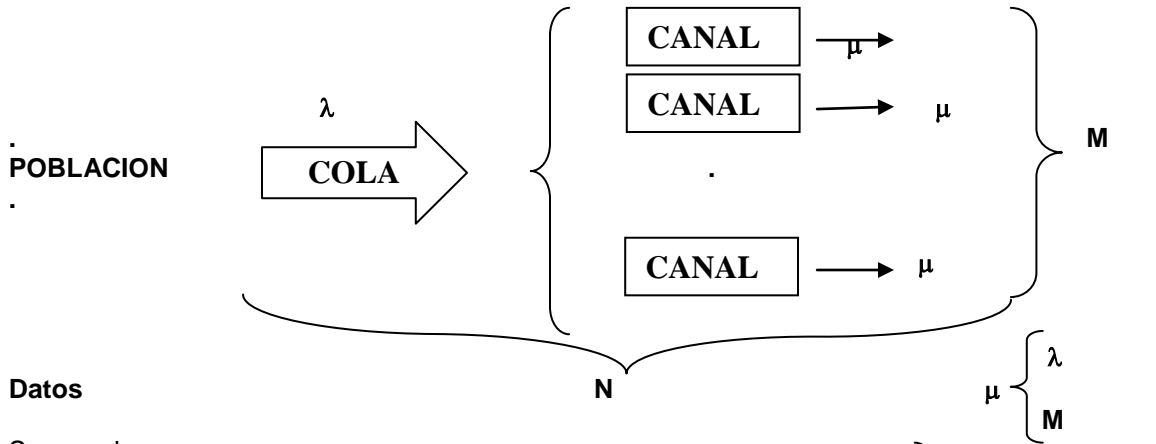 CANAL μ
λ CANAL μ
. M
POBLACION COLA .
.
CANAL μ
λ
Datos N μ
M